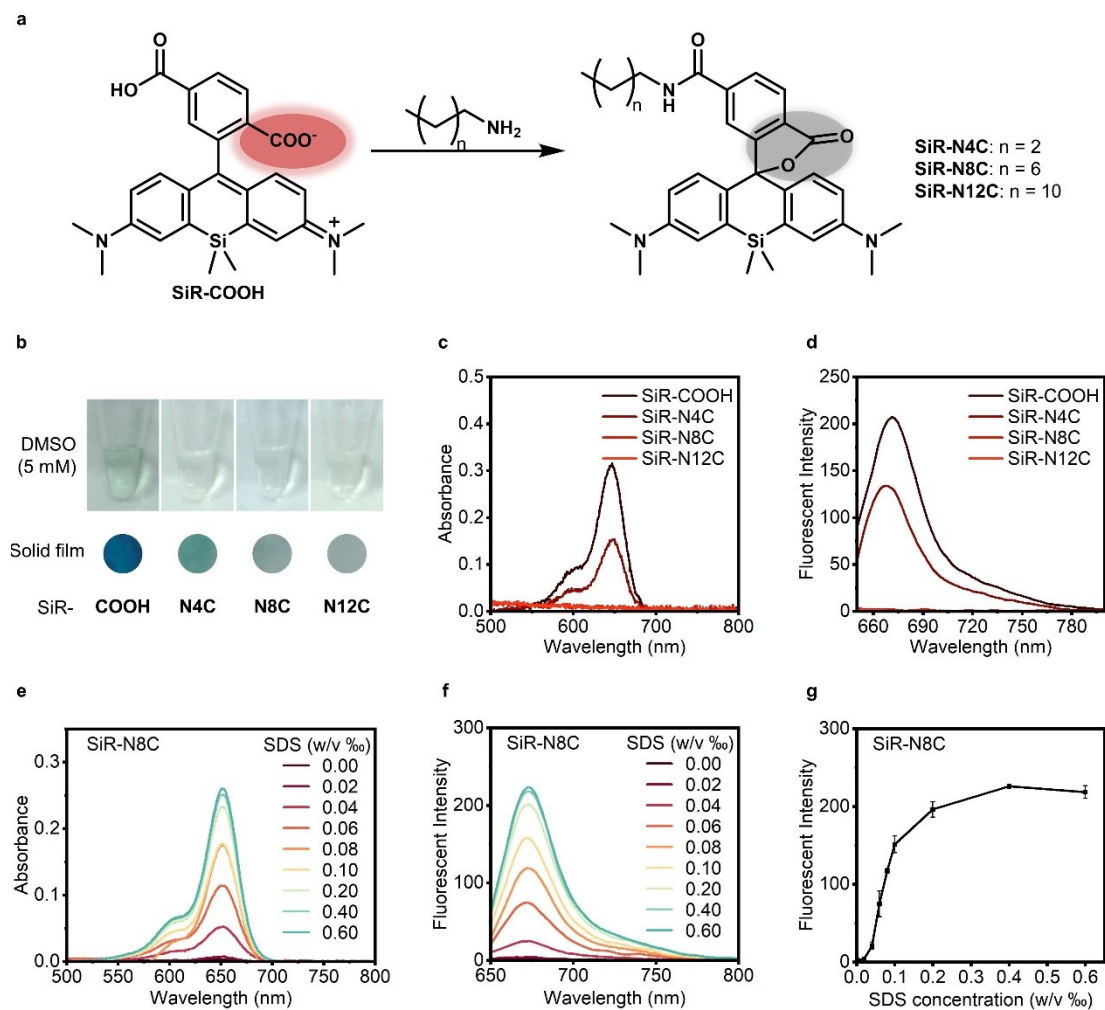 a
O
HO
COO-
N
Si
N
+
SiR-COOH
n
NH2
O
n
N
H
O
O
N
Si
N
SiR-N4C: n = 2
SiR-N8C: n = 6
SiR-N12C: n = 10
b
DMSO
(5 mM)
Solid film
SiR- COOH N4C N8C N12C
c
0.5
0.4
0.3
0.2
0.1
0.0
Absorbance
SiR-COOH
SiR-N4C
SiR-N8C
SiR-N12C
500 600 700 800
Wavelength (nm)
d
250
200
150
100
50
0
Fluorescent Intensity
SiR-COOH
SiR-N4C
SiR-N8C
SiR-N12C
660 690 720 750 780
Wavelength (nm)
e
0.3
0.2
0.1
0.0
Absorbance
SiR-N8C
SDS (w/v ‰)
0.00
0.02
0.04
0.06
0.08
0.10
0.20
0.40
0.60
500 550 600 650 700 750 800
Wavelength (nm)
f
300
200
100
0
Fluorescent Intensity
SiR-N8C
SDS (w/v ‰)
0.00
0.02
0.04
0.06
0.08
0.10
0.20
0.40
0.60
650 700 750 800
Wavelength (nm)
g
300
200
100
0
Fluorescent Intensity
SiR-N8C
0.0 0.1 0.2 0.3 0.4 0.5 0.6
SDS concentration (w/v ‰)